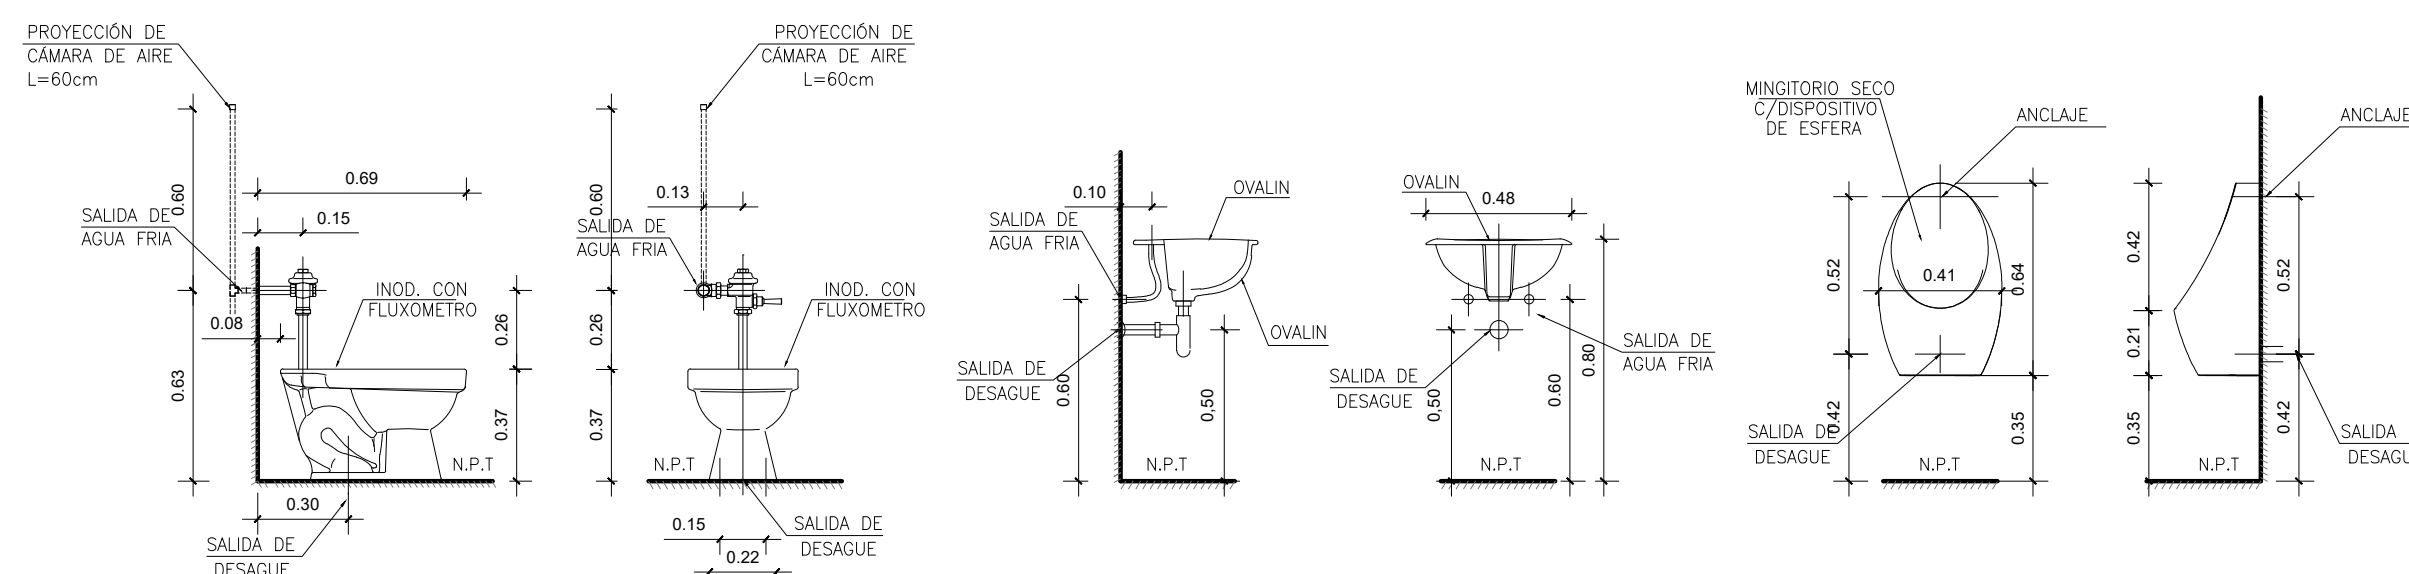 PROYECCIÓN DE
CÁMARA DE AIRE
L=60cm
0.60
0.69
0.15
SALIDA DE
AGUA FRIA
INOD. CON
FLUXOMETRO
0.08
0.26
0.63
0.37
N.P.T
0.30
SALIDA DE
DESAGUE
PROYECCIÓN DE
CÁMARA DE AIRE
L=60cm
0.60
0.13
SALIDA DE
AGUA FRIA
INOD. CON
FLUXOMETRO
0.26
0.37
N.P.T
0.15
0.22
SALIDA DE
DESAGUE
0.10
OVALIN
SALIDA DE
AGUA FRIA
OVALIN
SALIDA DE
DESAGUE
0.60
0,50
N.P.T
OVALIN
0.48
SALIDA DE
AGUA FRIA
0.80
SALIDA DE
DESAGUE
0,50
0.60
N.P.T
MINGITORIO SECO
C/DISPOSITIVO
DE ESFERA
ANCLAJE
0.52
0.41
0.64
0.42
SALIDA DE
DESAGUE
0.35
N.P.T
ANCLAJE
0.42
0.52
0.21
0.35
0.42
SALIDA
DESAGU
N.P.T